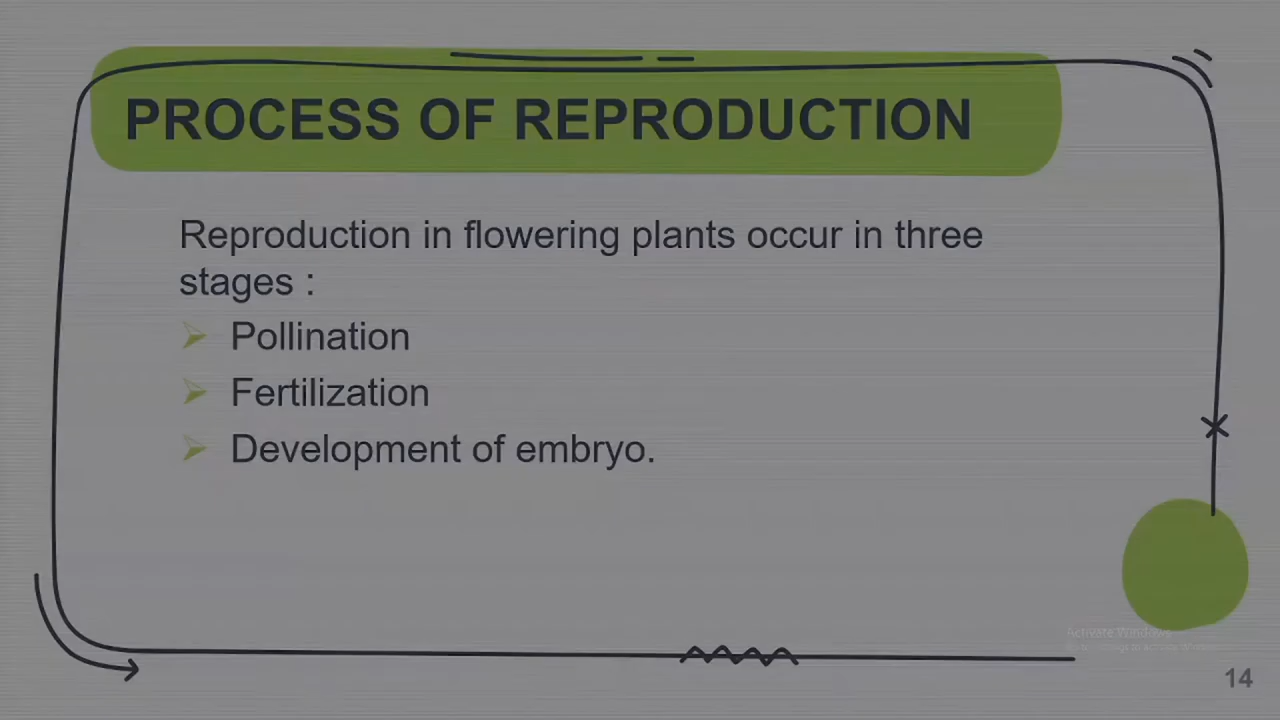 PROCESS OF REPRODUCTION
Reproduction in flowering plants occur in three
stages :
Pollination
Fertilization
Development of embryo.
Activate Windows
14